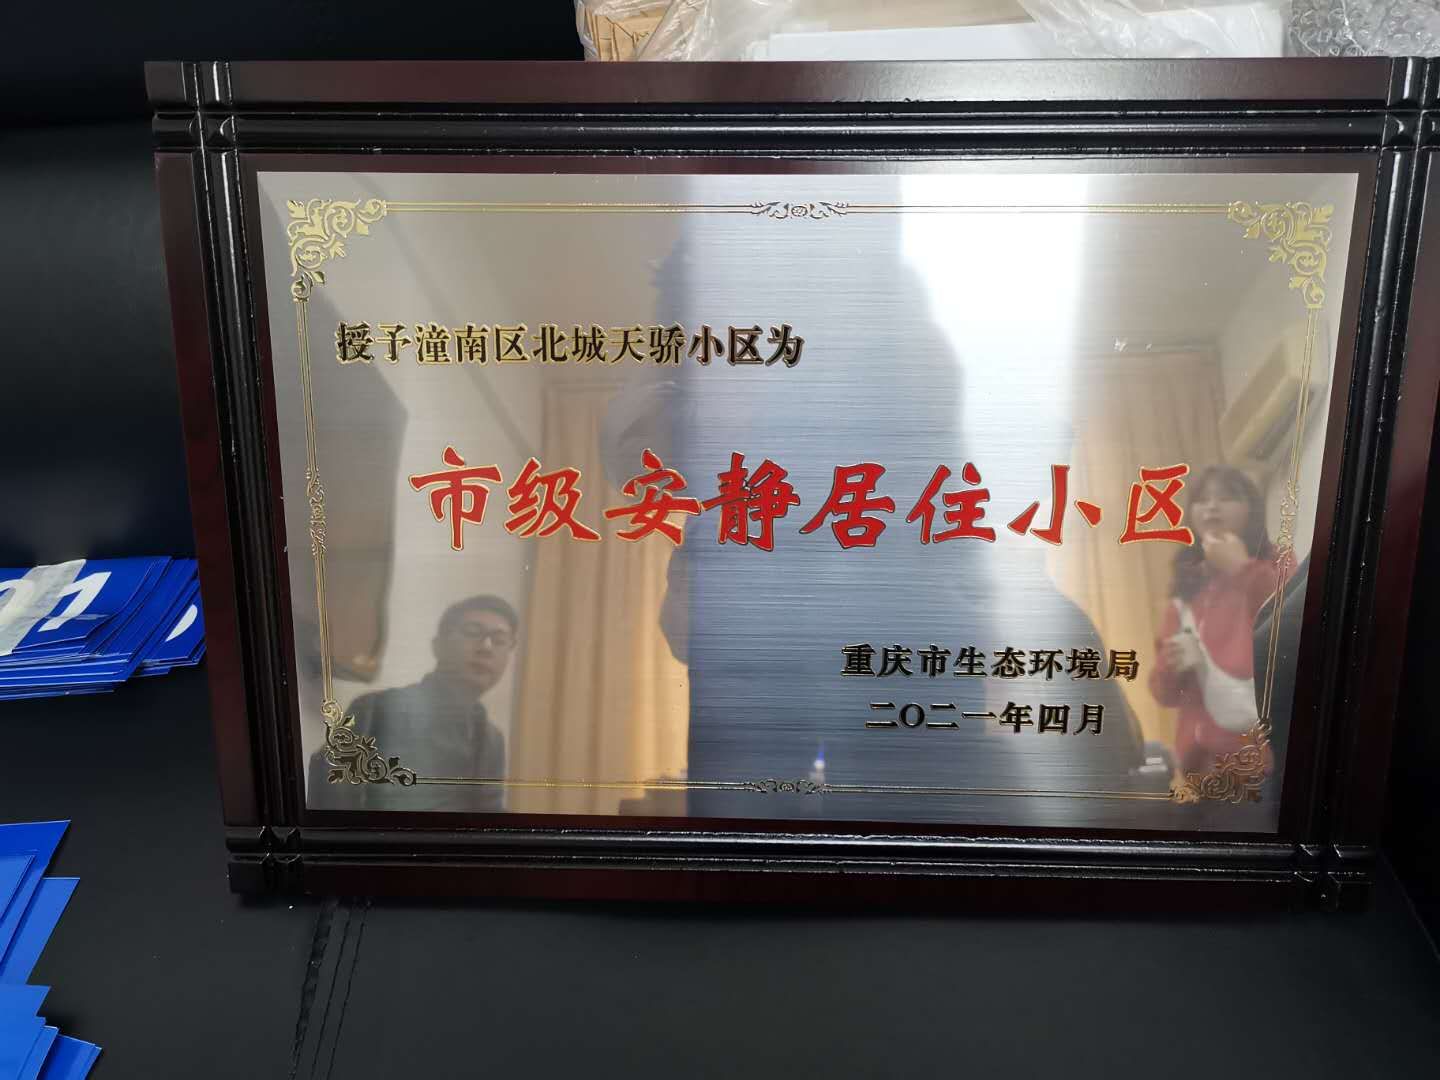 授予潼南区北城天骄小区为
市级安静居住小区
重庆市生态环境局
二〇二一年四月